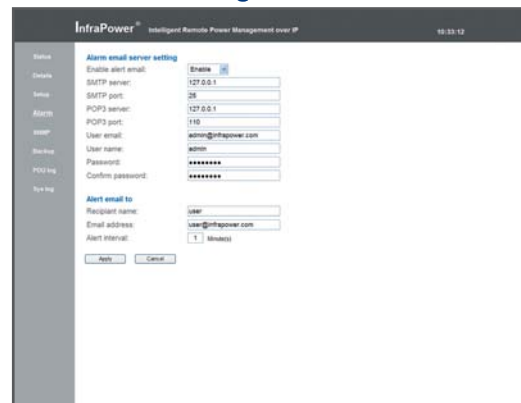 InfraPower® Intelligent Remote Power Management over IP 10:33:12
Status
Details
Setup
Alarm
SNMP
Backup
PDU log
Sys log
Alarm email server setting
Enable alert email: Enable
SMTP server: 127.0.0.1
SMTP port: 25
POP3 server: 127.0.0.1
POP3 port: 110
User email: admin@infrapower.com
User name: admin
Password: ●●●●●●●●
Confirm password: ●●●●●●●●
Alert email to
Recipiant name: user
Email address: user@infrapower.com
Alert interval: 1 Minute(s)
Apply Cancel